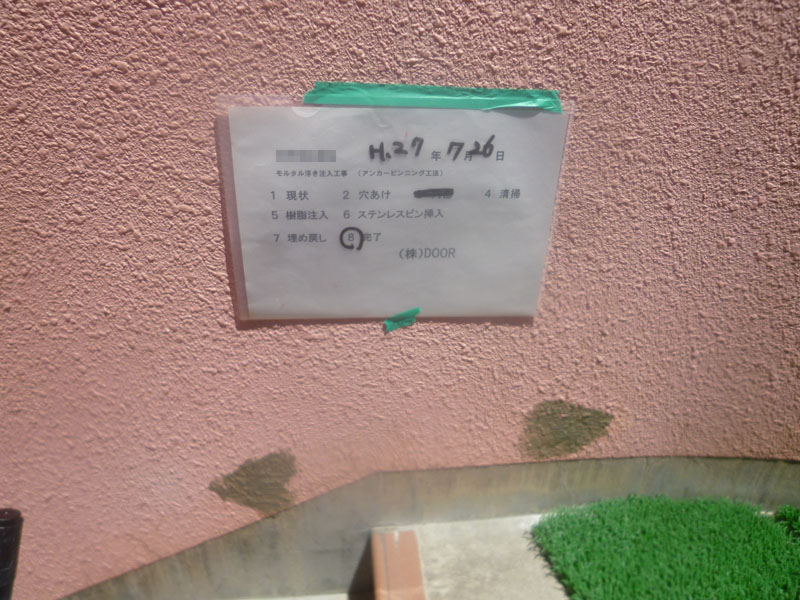 H.27年 7月26日
モルタル浮き注入工事 (アンカーピンニング工法)
1 現状 2 穴あけ 4 清掃
5 樹脂注入 6 ステンレスピン挿入
7 埋め戻し 8 完了
(株)DOOR